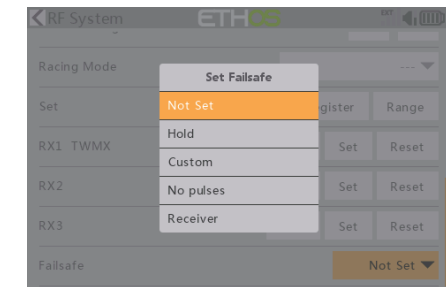 RF System
ETHOS
Racing Mode ---
Set Failsafe
Not Set
Hold
Custom
No pulses
Receiver
Set Register Range
RX1 TWMX Set Reset
RX2 Set Reset
RX3 Set Reset
Failsafe Not Set